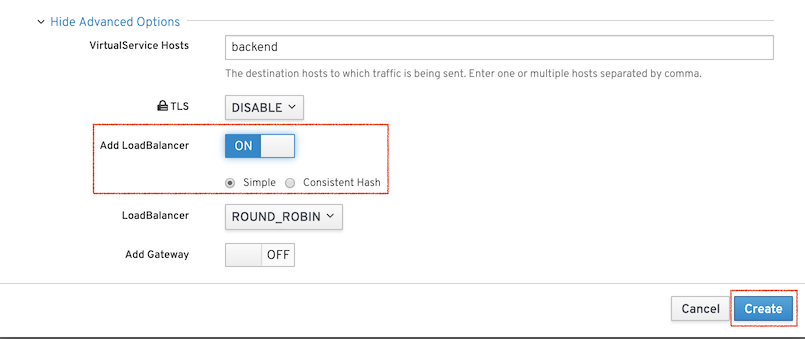 Hide Advanced Options
VirtualService Hosts backend
The destination hosts to which traffic is being sent. Enter one or multiple hosts separated by comma.
TLS DISABLE
Add LoadBalancer ON
Simple Consistent Hash
LoadBalancer ROUND_ROBIN
Add Gateway OFF
Cancel Create